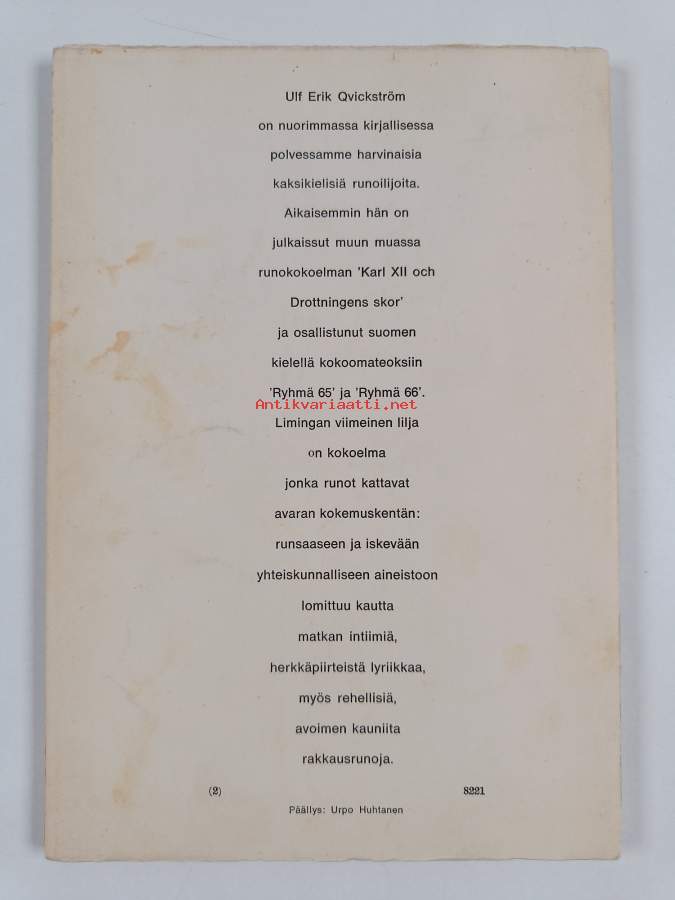 Ulf Erik Qvickström
on nuorimmassa kirjallisessa
polvessamme harvinaisia
kaksikielisiä runoilijoita.
Aikaisemmin hän on
julkaissut muun muassa
runokokoelman 'Karl XII och
Drottningens skor'
ja osallistunut suomen
kielellä kokoomateoksiin
'Ryhmä 65' ja 'Ryhmä 66'.
Antikvariaatti.net
Limingan viimeinen lilja
on kokoelma
jonka runot kattavat
avaran kokemuskentän:
runsaaseen ja iskevään
yhteiskunnalliseen aineistoon
lomittuu kautta
matkan intiimiä,
herkkäpiirteistä lyriikkaa,
myös rehellisiä,
avoimen kauniita
rakkausrunoja.
(2) 8221
Päällys: Urpo Huhtanen